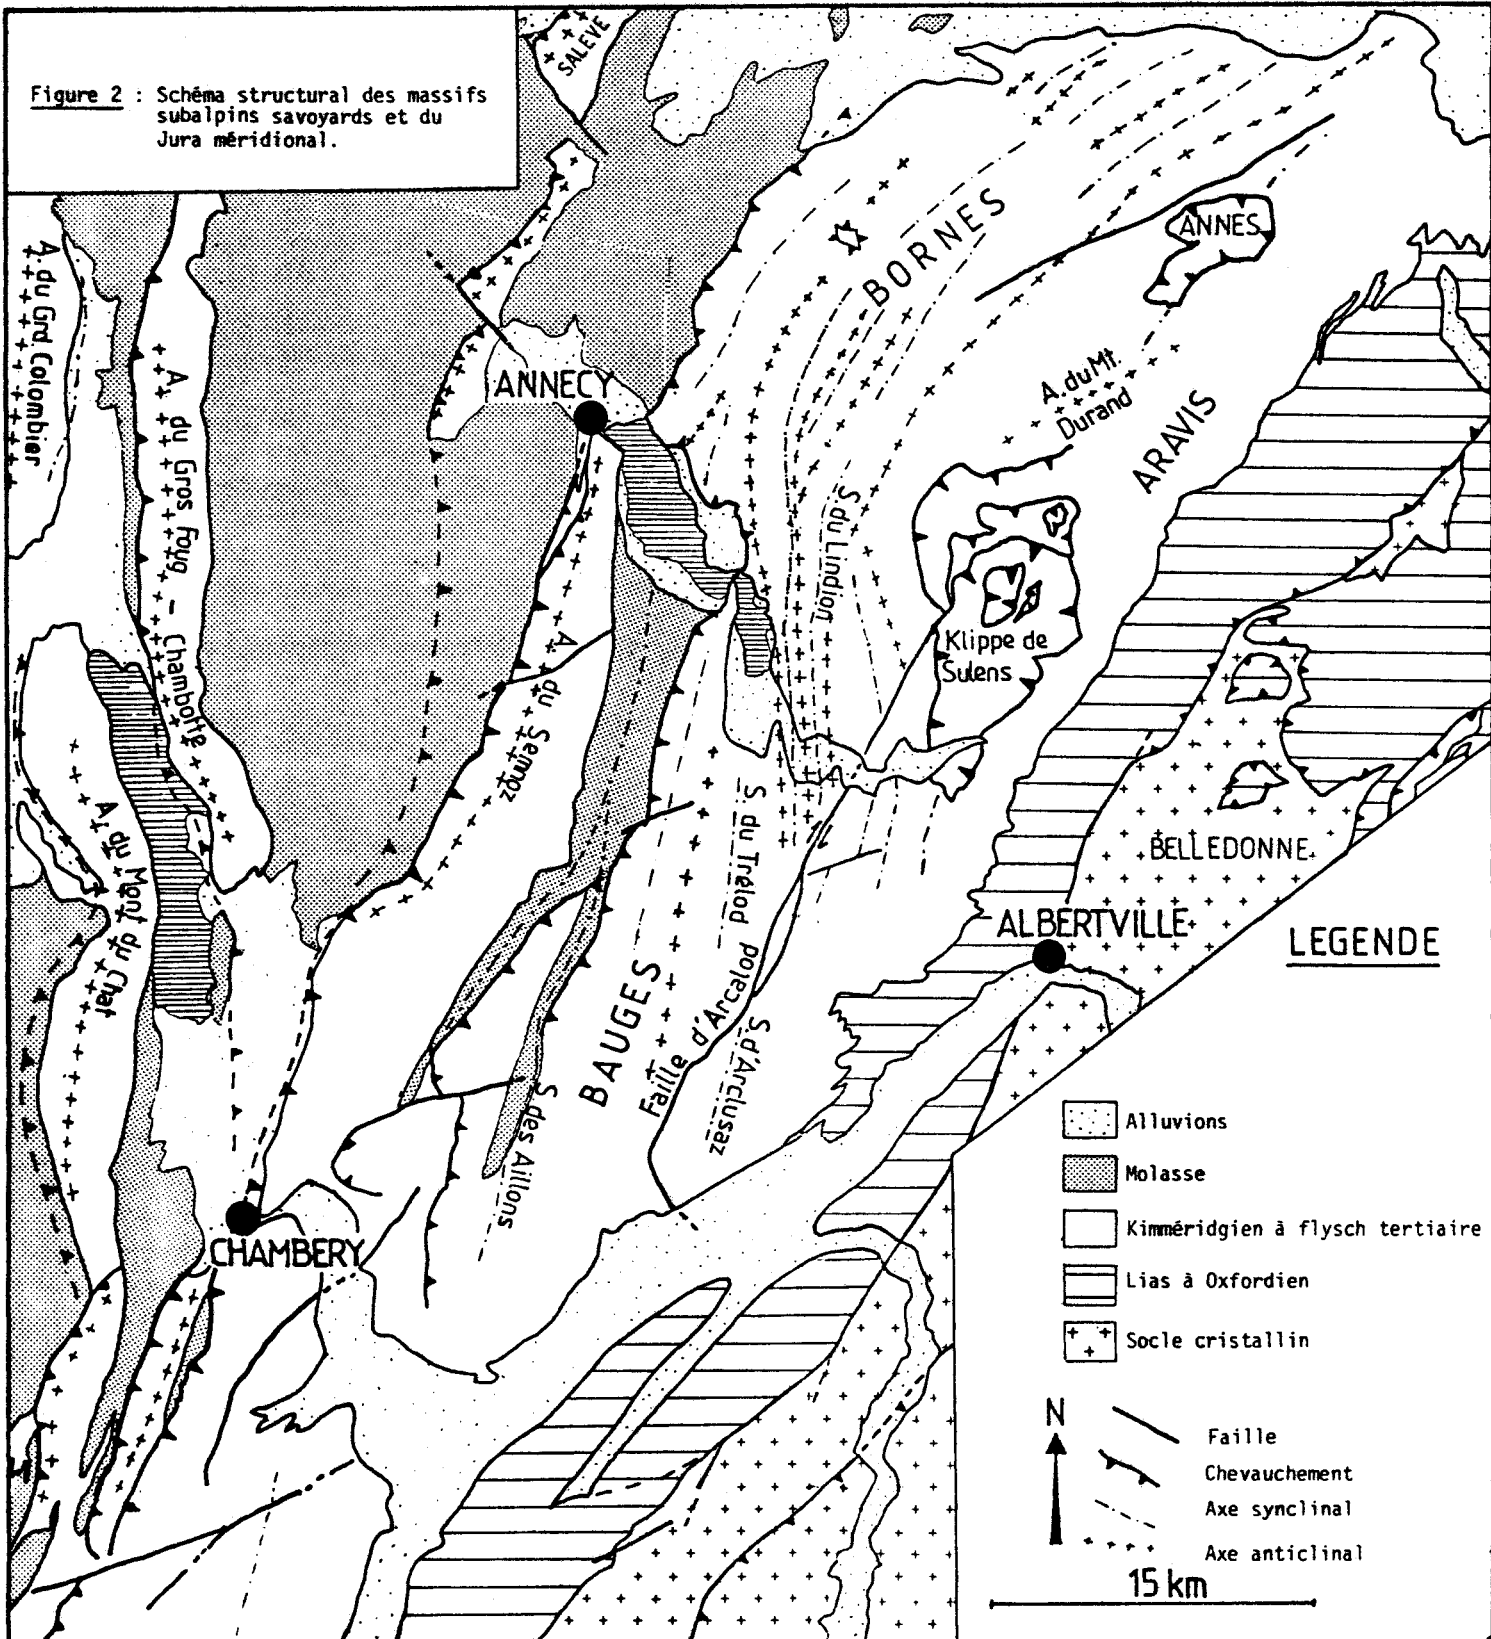 Figure 2 : Schéma structural des massifs
subalpins savoyards et du
Jura méridional.
SALEVE
A. du Grd Colombier
A. du Gros Foug - Chambotte
ANNECY
BORNES
ANNES
A. du Mt.
Durand
ARAVIS
S. du Lindion
Klippe de
Sulens
A. du Semnoz
A. du Mont du Chat
S. du Trélod
BELLEDONNE
ALBERTVILLE
BAUGES
Faille d'Arcalod
S. d'Arclusaz
S. des Aillons
CHAMBERY
LEGENDE
Alluvions
Molasse
Kimméridgien à flysch tertiaire
Lias à Oxfordien
Socle cristallin
N
Faille
Chevauchement
Axe synclinal
Axe anticlinal
15 km